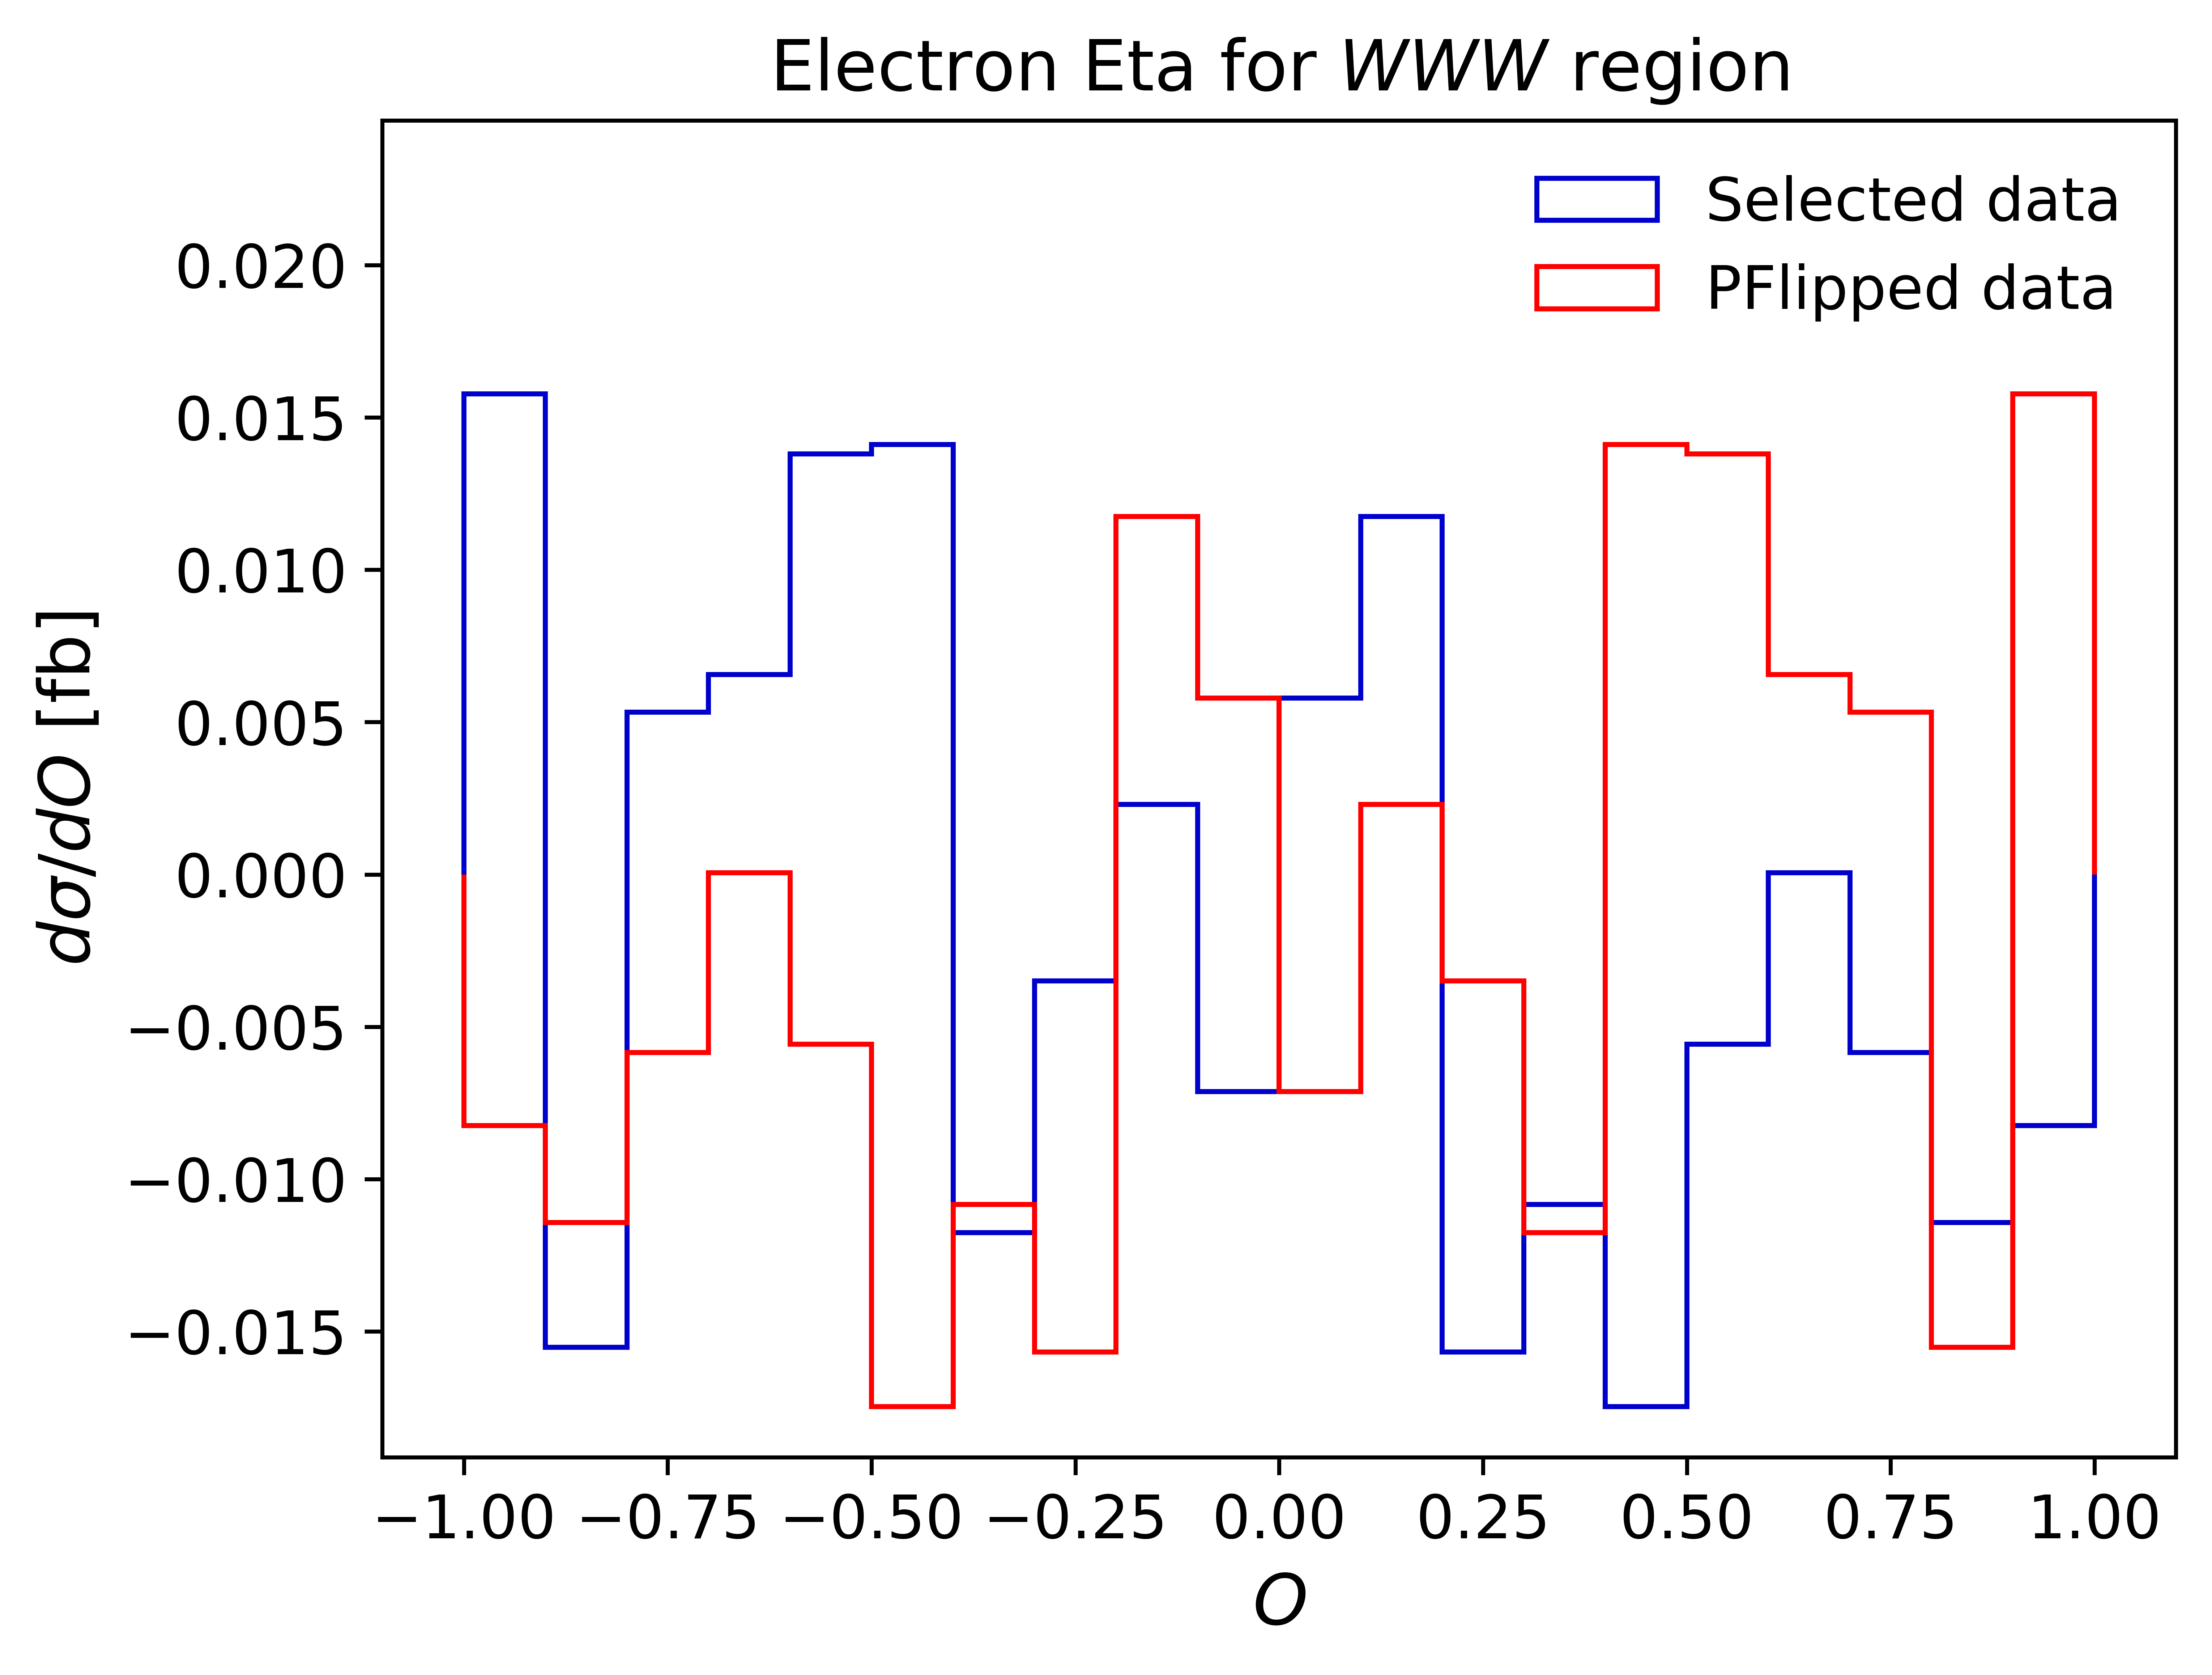 Electron Eta for WWW region
Selected data
PFlipped data
0.020
0.015
0.010
0.005
0.000
−0.005
−0.010
−0.015
dσ/dO [fb]
−1.00 −0.75 −0.50 −0.25 0.00 0.25 0.50 0.75 1.00
O